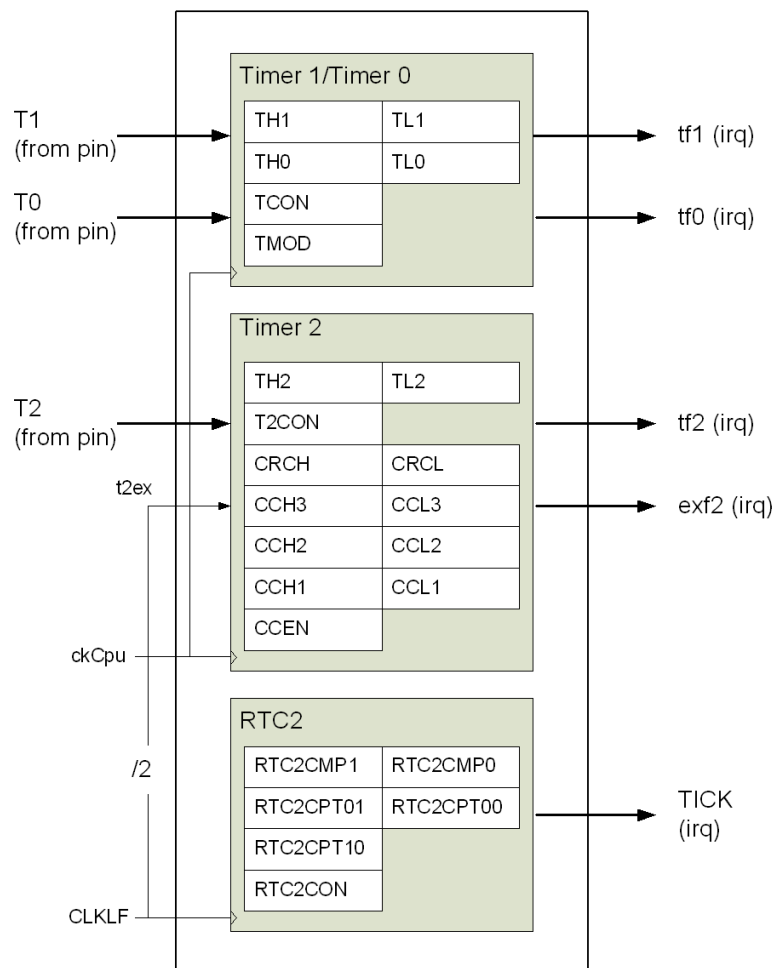 Timer 1/Timer 0
T1
(from pin)
TH1 TL1
tf1 (irq)
TH0 TL0
T0
(from pin)
TCON
tf0 (irq)
TMOD
Timer 2
TH2 TL2
T2
(from pin)
T2CON
tf2 (irq)
CRCH CRCL
t2ex
CCH3 CCL3
exf2 (irq)
CCH2 CCL2
CCH1 CCL1
CCEN
ckCpu
RTC2
/2
RTC2CMP1 RTC2CMP0
RTC2CPT01 RTC2CPT00
TICK
(irq)
RTC2CPT10
RTC2CON
CLKLF